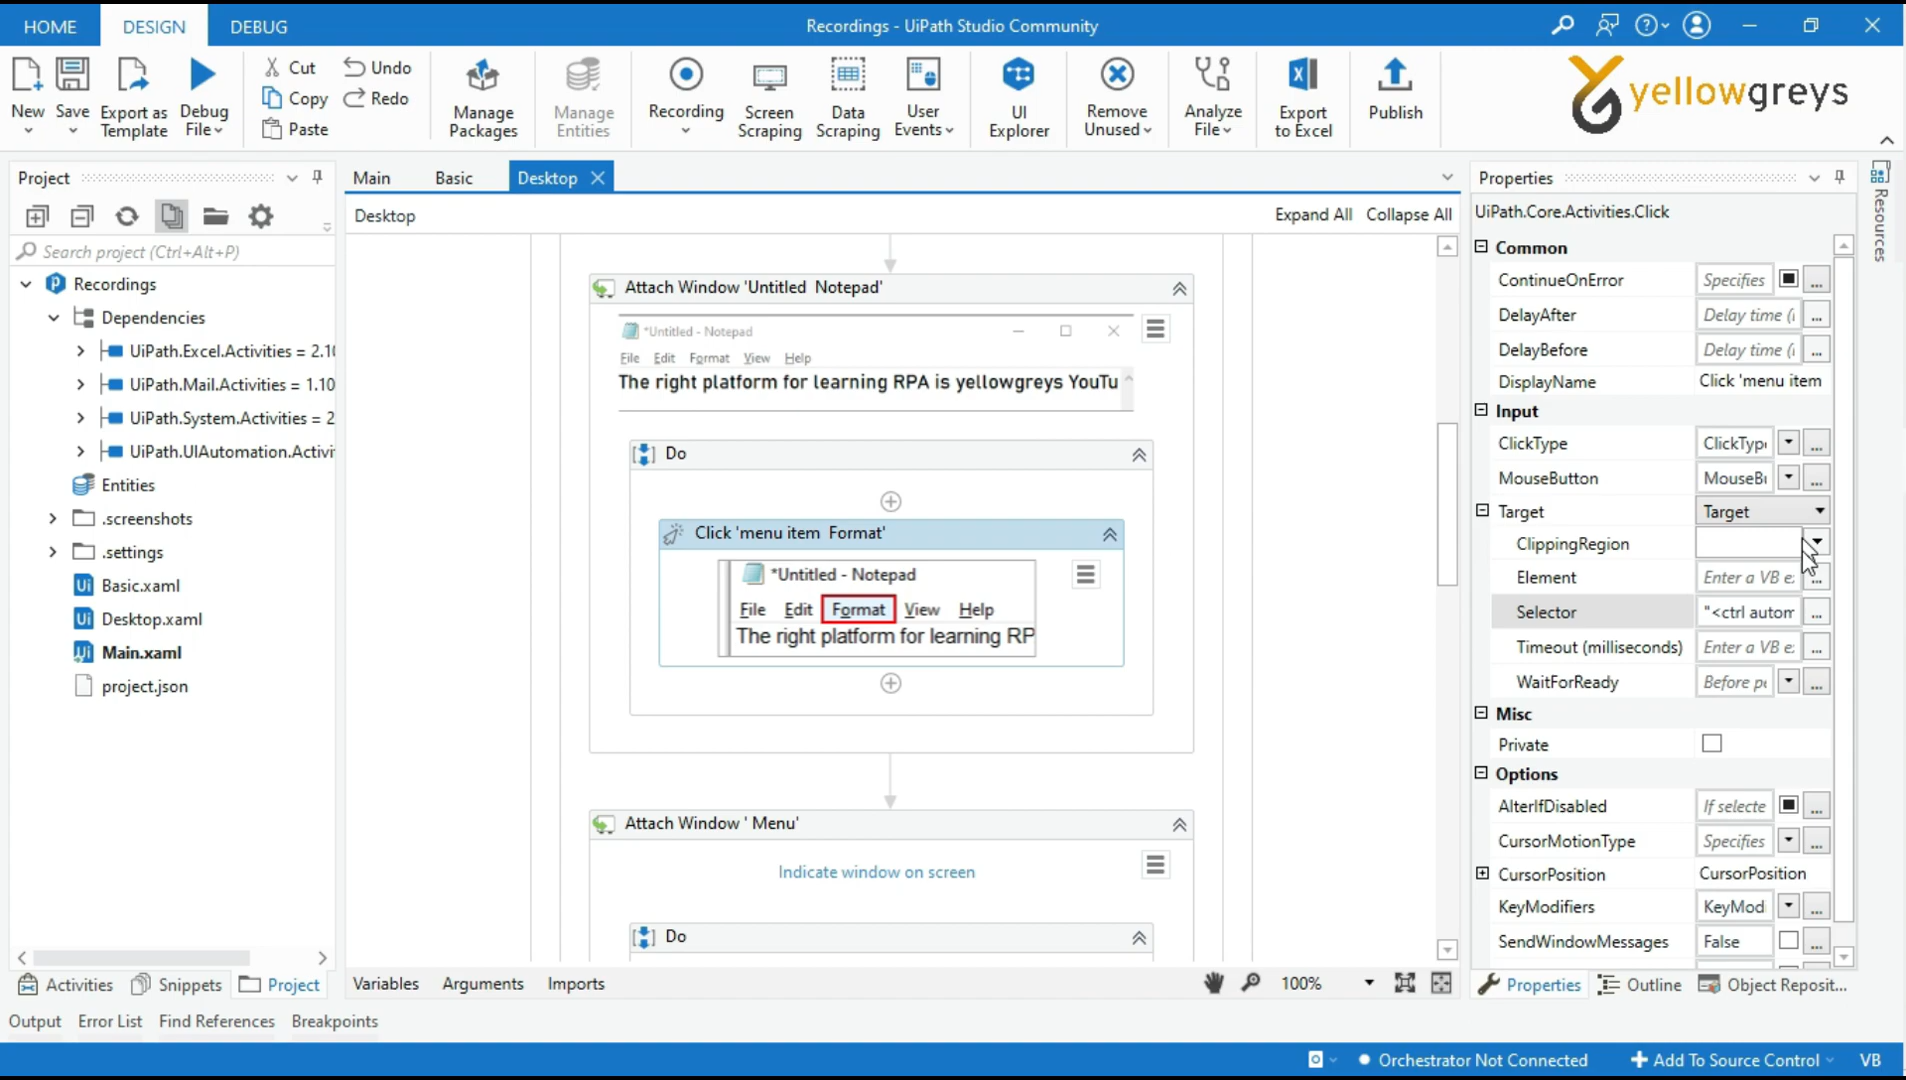 HOME DESIGN DEBUG Recordings - UiPath Studio Community
New Save Export as Template Debug File Cut Copy Paste Undo Redo Manage Packages Manage Entities Recording Screen Scraping Data Scraping User Events UI Explorer Remove Unused Analyze File Export to Excel Publish yellowgreys
Project
Search project (Ctrl+Alt+P)
Recordings
Dependencies
UiPath.Excel.Activities = 2.10
UiPath.Mail.Activities = 1.10
UiPath.System.Activities = 2
UiPath.UIAutomation.Activi
Entities
.screenshots
.settings
Basic.xaml
Desktop.xaml
Main.xaml
project.json
Activities Snippets Project
Main Basic Desktop
Desktop Expand All Collapse All
Attach Window 'Untitled Notepad'
*Untitled - Notepad
File Edit Format View Help
The right platform for learning RPA is yellowgreys YouTu
Do
Click 'menu item Format'
*Untitled - Notepad
File Edit Format View Help
The right platform for learning RP
Attach Window ' Menu'
Indicate window on screen
Do
Variables Arguments Imports 100%
Properties
UiPath.Core.Activities.Click
Common
ContinueOnError Specifies ...
DelayAfter Delay time (i ...
DelayBefore Delay time (i ...
DisplayName Click 'menu item
Input
ClickType ClickType ...
MouseButton MouseBu ...
Target Target
ClippingRegion
Element Enter a VB ex ...
Selector "<ctrl autom ...
Timeout (milliseconds) Enter a VB ex ...
WaitForReady Before pe ...
Misc
Private
Options
AlterIfDisabled If selecte ...
CursorMotionType Specifies ...
CursorPosition CursorPosition
KeyModifiers KeyModi ...
SendWindowMessages False ...
Properties Outline Object Reposit...
Resources
Output Error List Find References Breakpoints
Orchestrator Not Connected Add To Source Control VB